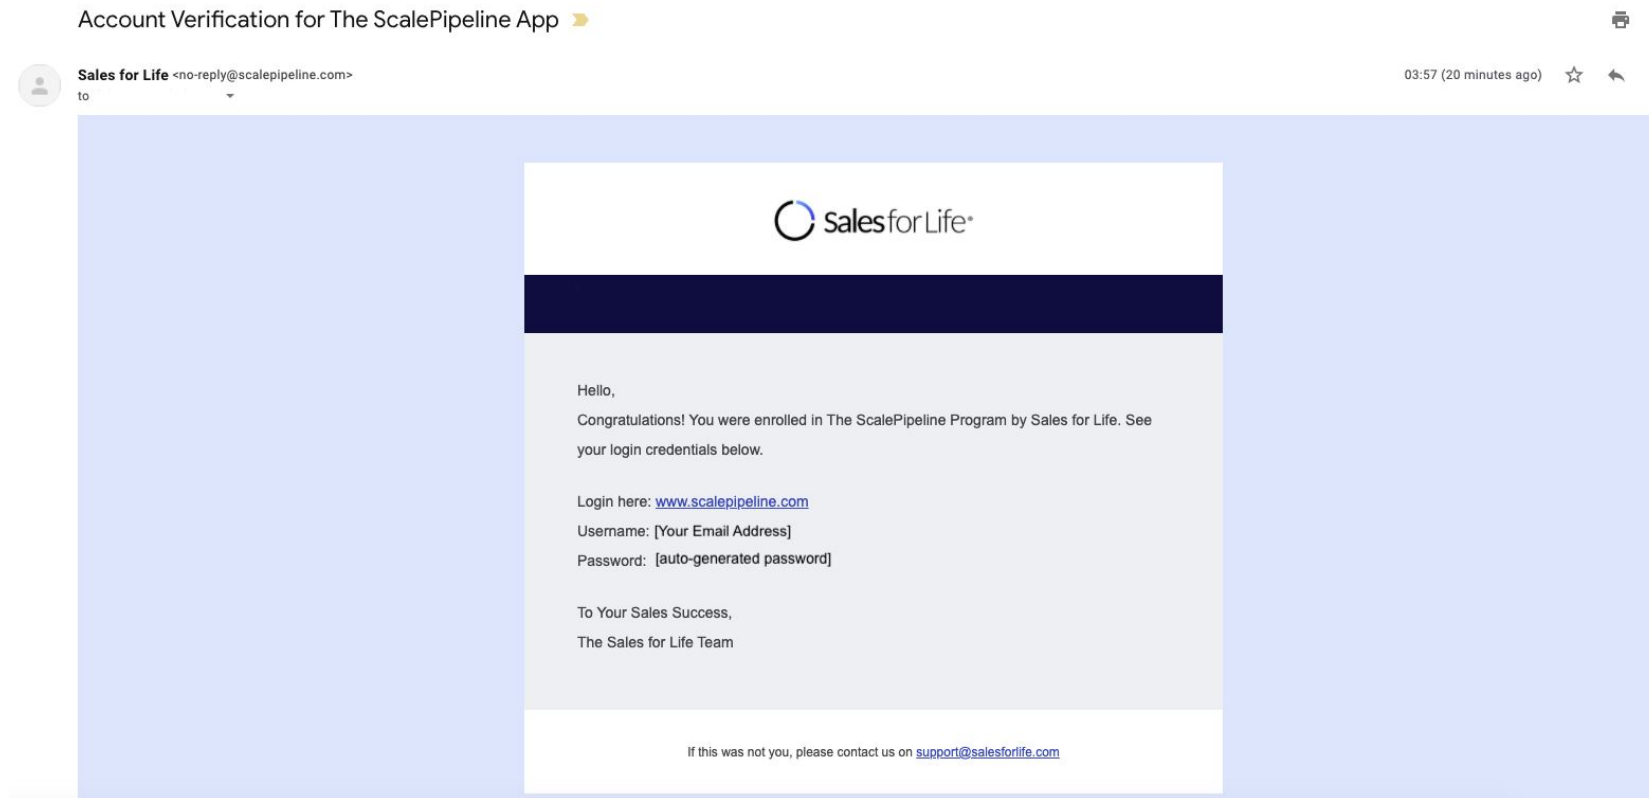 Account Verification for The ScalePipeline App
Sales for Life <no-reply@scalepipeline.com>
03:57 (20 minutes ago)
to
Sales for Life®
Hello,
Congratulations! You were enrolled in The ScalePipeline Program by Sales for Life. See
your login credentials below.
Login here: www.scalepipeline.com
Username: [Your Email Address]
Password: [auto-generated password]
To Your Sales Success,
The Sales for Life Team
If this was not you, please contact us on support@salesforlife.com